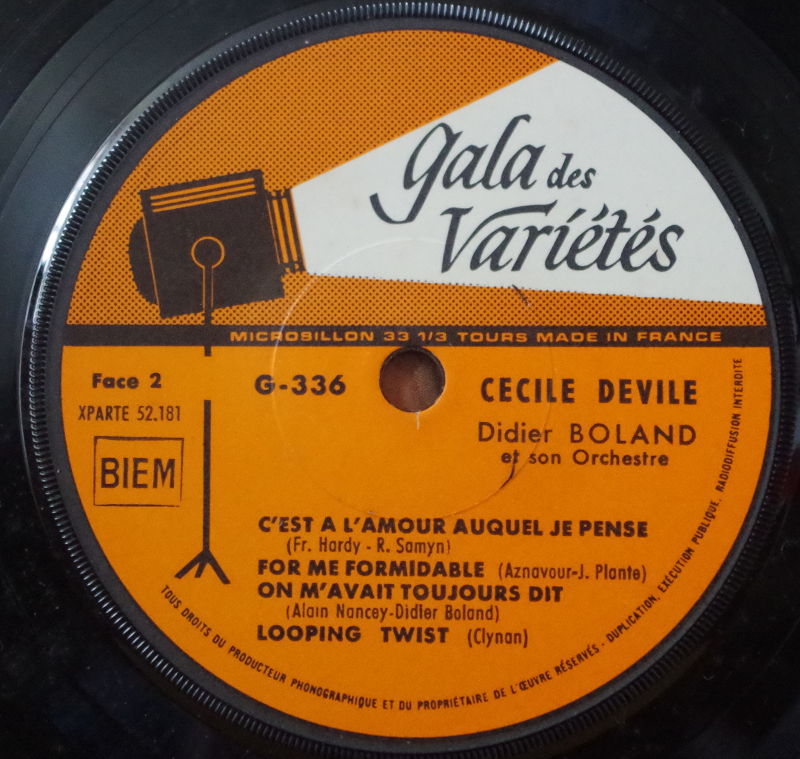 gala des
Variétés
MICROSILLON 33 1/3 TOURS MADE IN FRANCE
Face 2
G-336
CECILE DEVILE
XPARTE 52.181
Didier BOLAND
et son Orchestre
BIEM
C'EST A L'AMOUR AUQUEL JE PENSE
(Fr. Hardy - R. Samyn)
FOR ME FORMIDABLE (Aznavour-J. Plante)
ON M'AVAIT TOUJOURS DIT
(Alain Nancey-Didier Boland)
LOOPING TWIST (Clynan)
TOUS DROITS DU PRODUCTEUR PHONOGRAPHIQUE ET DU PROPRIÉTAIRE DE L'ŒUVRE RÉSERVÉS - DUPLICATION, EXÉCUTION PUBLIQUE, RADIODIFFUSION INTERDITE